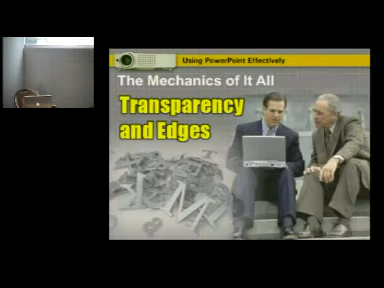 Using PowerPoint Effectively
The Mechanics of It All
Transparency
and Edges